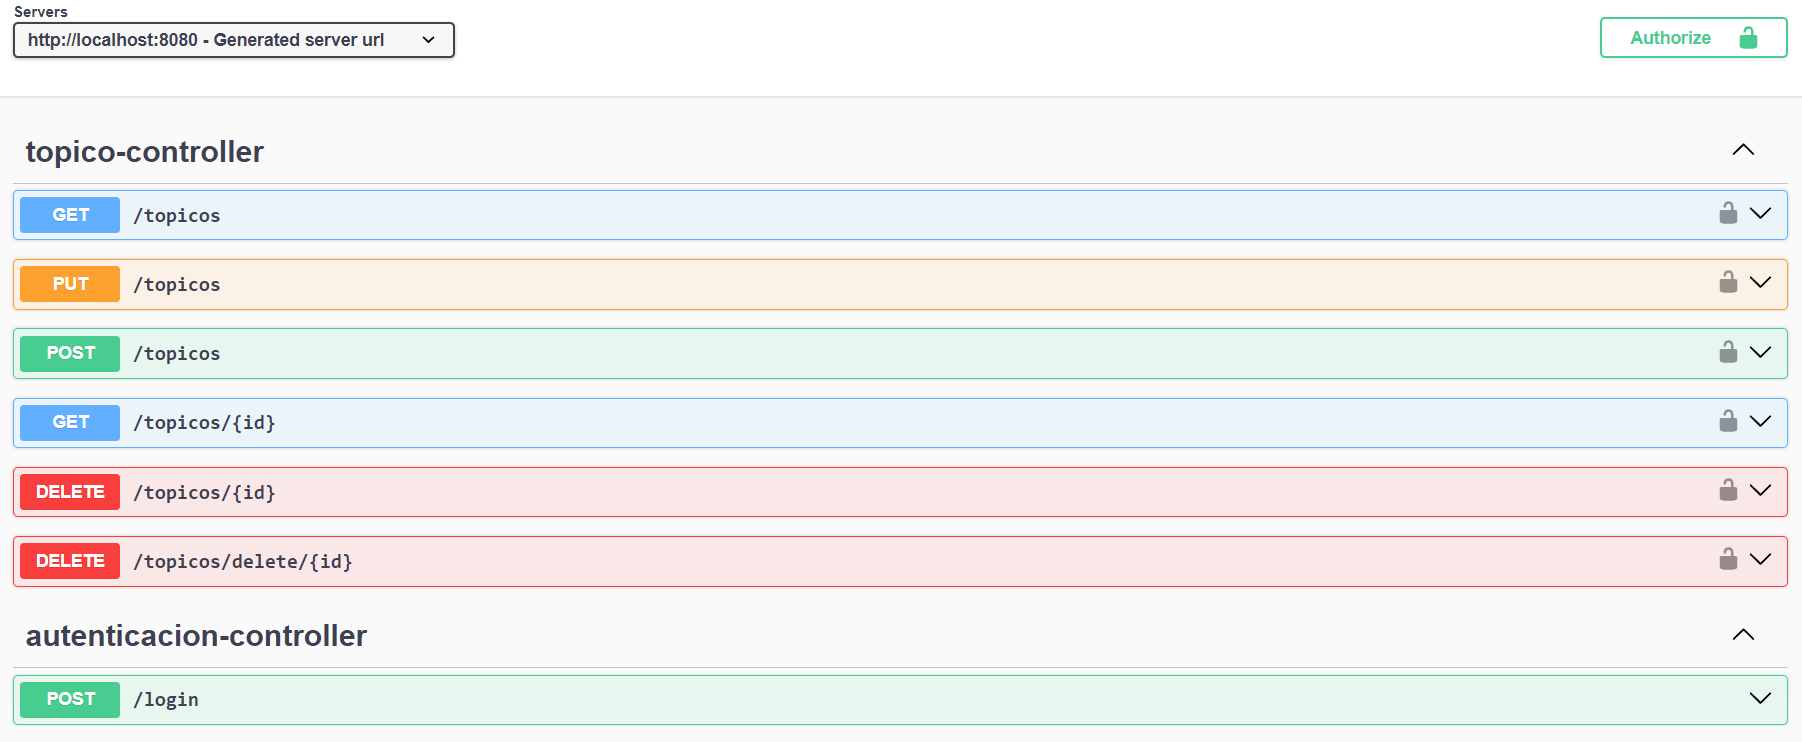 Servers
http://localhost:8080 - Generated server url
Authorize
topico-controller
GET /topicos
PUT /topicos
POST /topicos
GET /topicos/{id}
DELETE /topicos/{id}
DELETE /topicos/delete/{id}
autenticacion-controller
POST /login